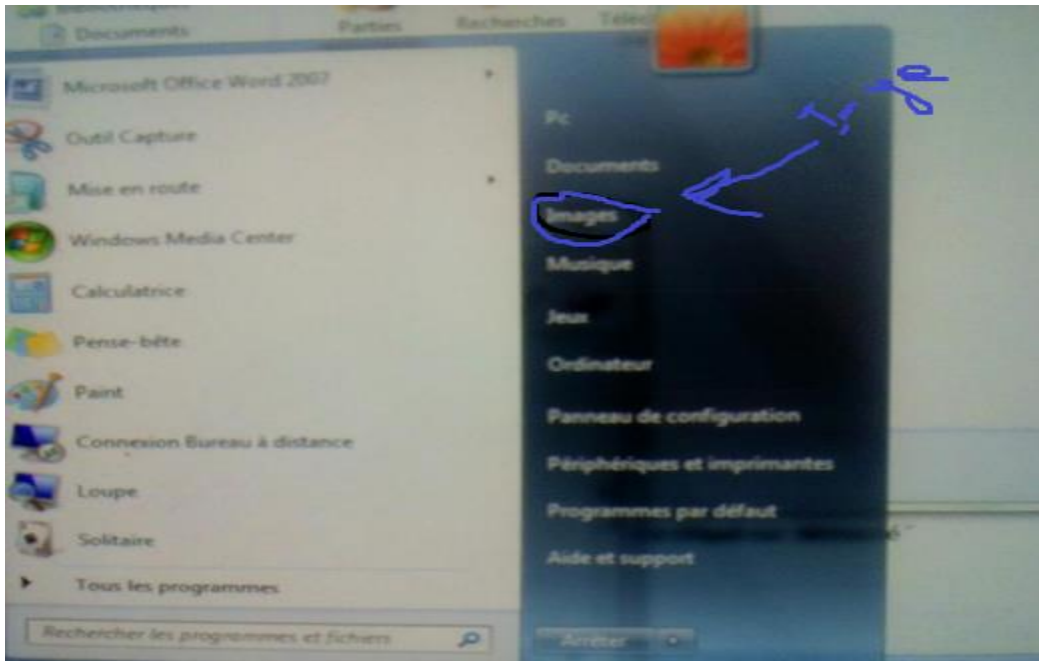 Bibliothèques
Documents
Parties
Recherches
Microsoft Office Word 2007
Outil Capture
Mise en route
Windows Media Center
Calculatrice
Pense-bête
Paint
Connexion Bureau à distance
Loupe
Solitaire
Tous les programmes
Rechercher les programmes et fichiers
Pc
Documents
Images
Musique
Jeux
Ordinateur
Panneau de configuration
Périphériques et imprimantes
Programmes par défaut
Aide et support
Arrêter